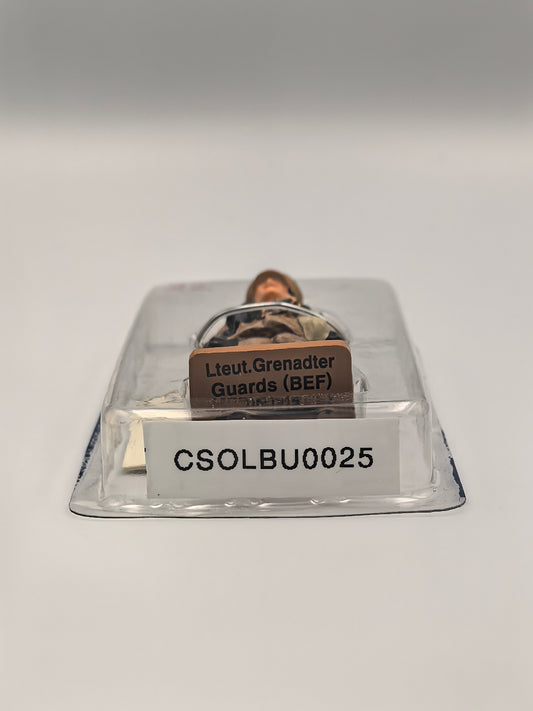 Lteut.Grenadter
Guards (BEF)
CSOLBU0025